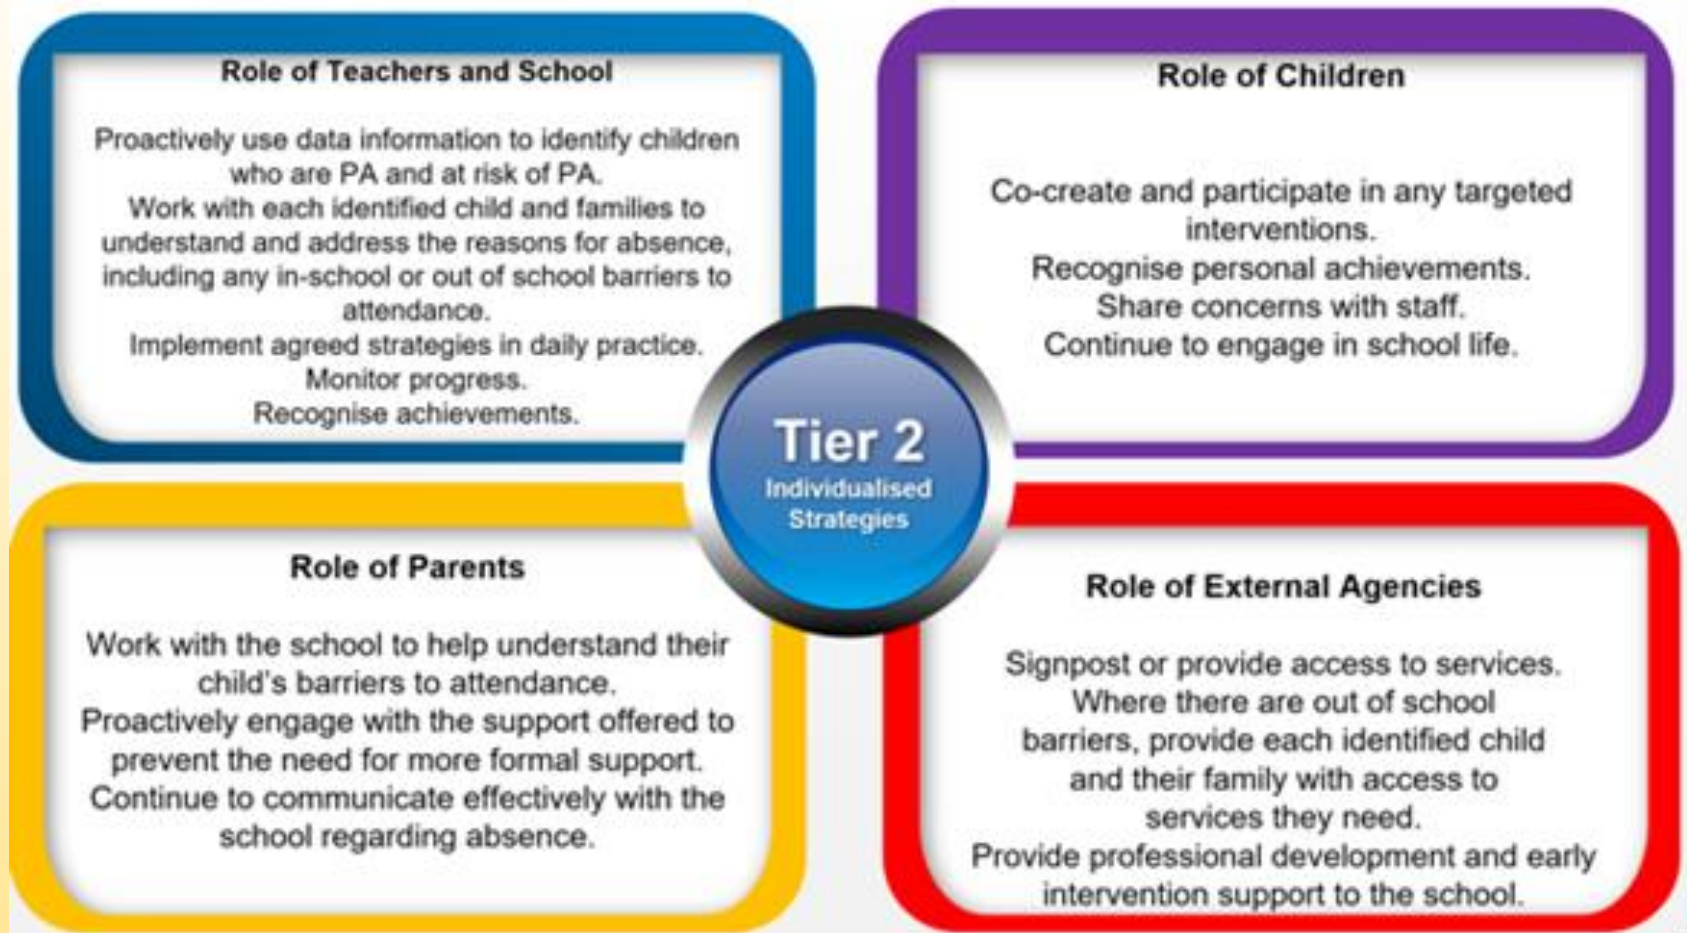 Role of Teachers and School
Proactively use data information to identify children
who are PA and at risk of PA.
Work with each identified child and families to
understand and address the reasons for absence,
including any in-school or out of school barriers to
attendance.
Implement agreed strategies in daily practice.
Monitor progress.
Recognise achievements.
Role of Children
Co-create and participate in any targeted
interventions.
Recognise personal achievements.
Share concerns with staff.
Continue to engage in school life.
Tier 2
Individualised
Strategies
Role of Parents
Work with the school to help understand their
child's barriers to attendance.
Proactively engage with the support offered to
prevent the need for more formal support.
Continue to communicate effectively with the
school regarding absence.
Role of External Agencies
Signpost or provide access to services.
Where there are out of school
barriers, provide each identified child
and their family with access to
services they need.
Provide professional development and early
intervention support to the school.